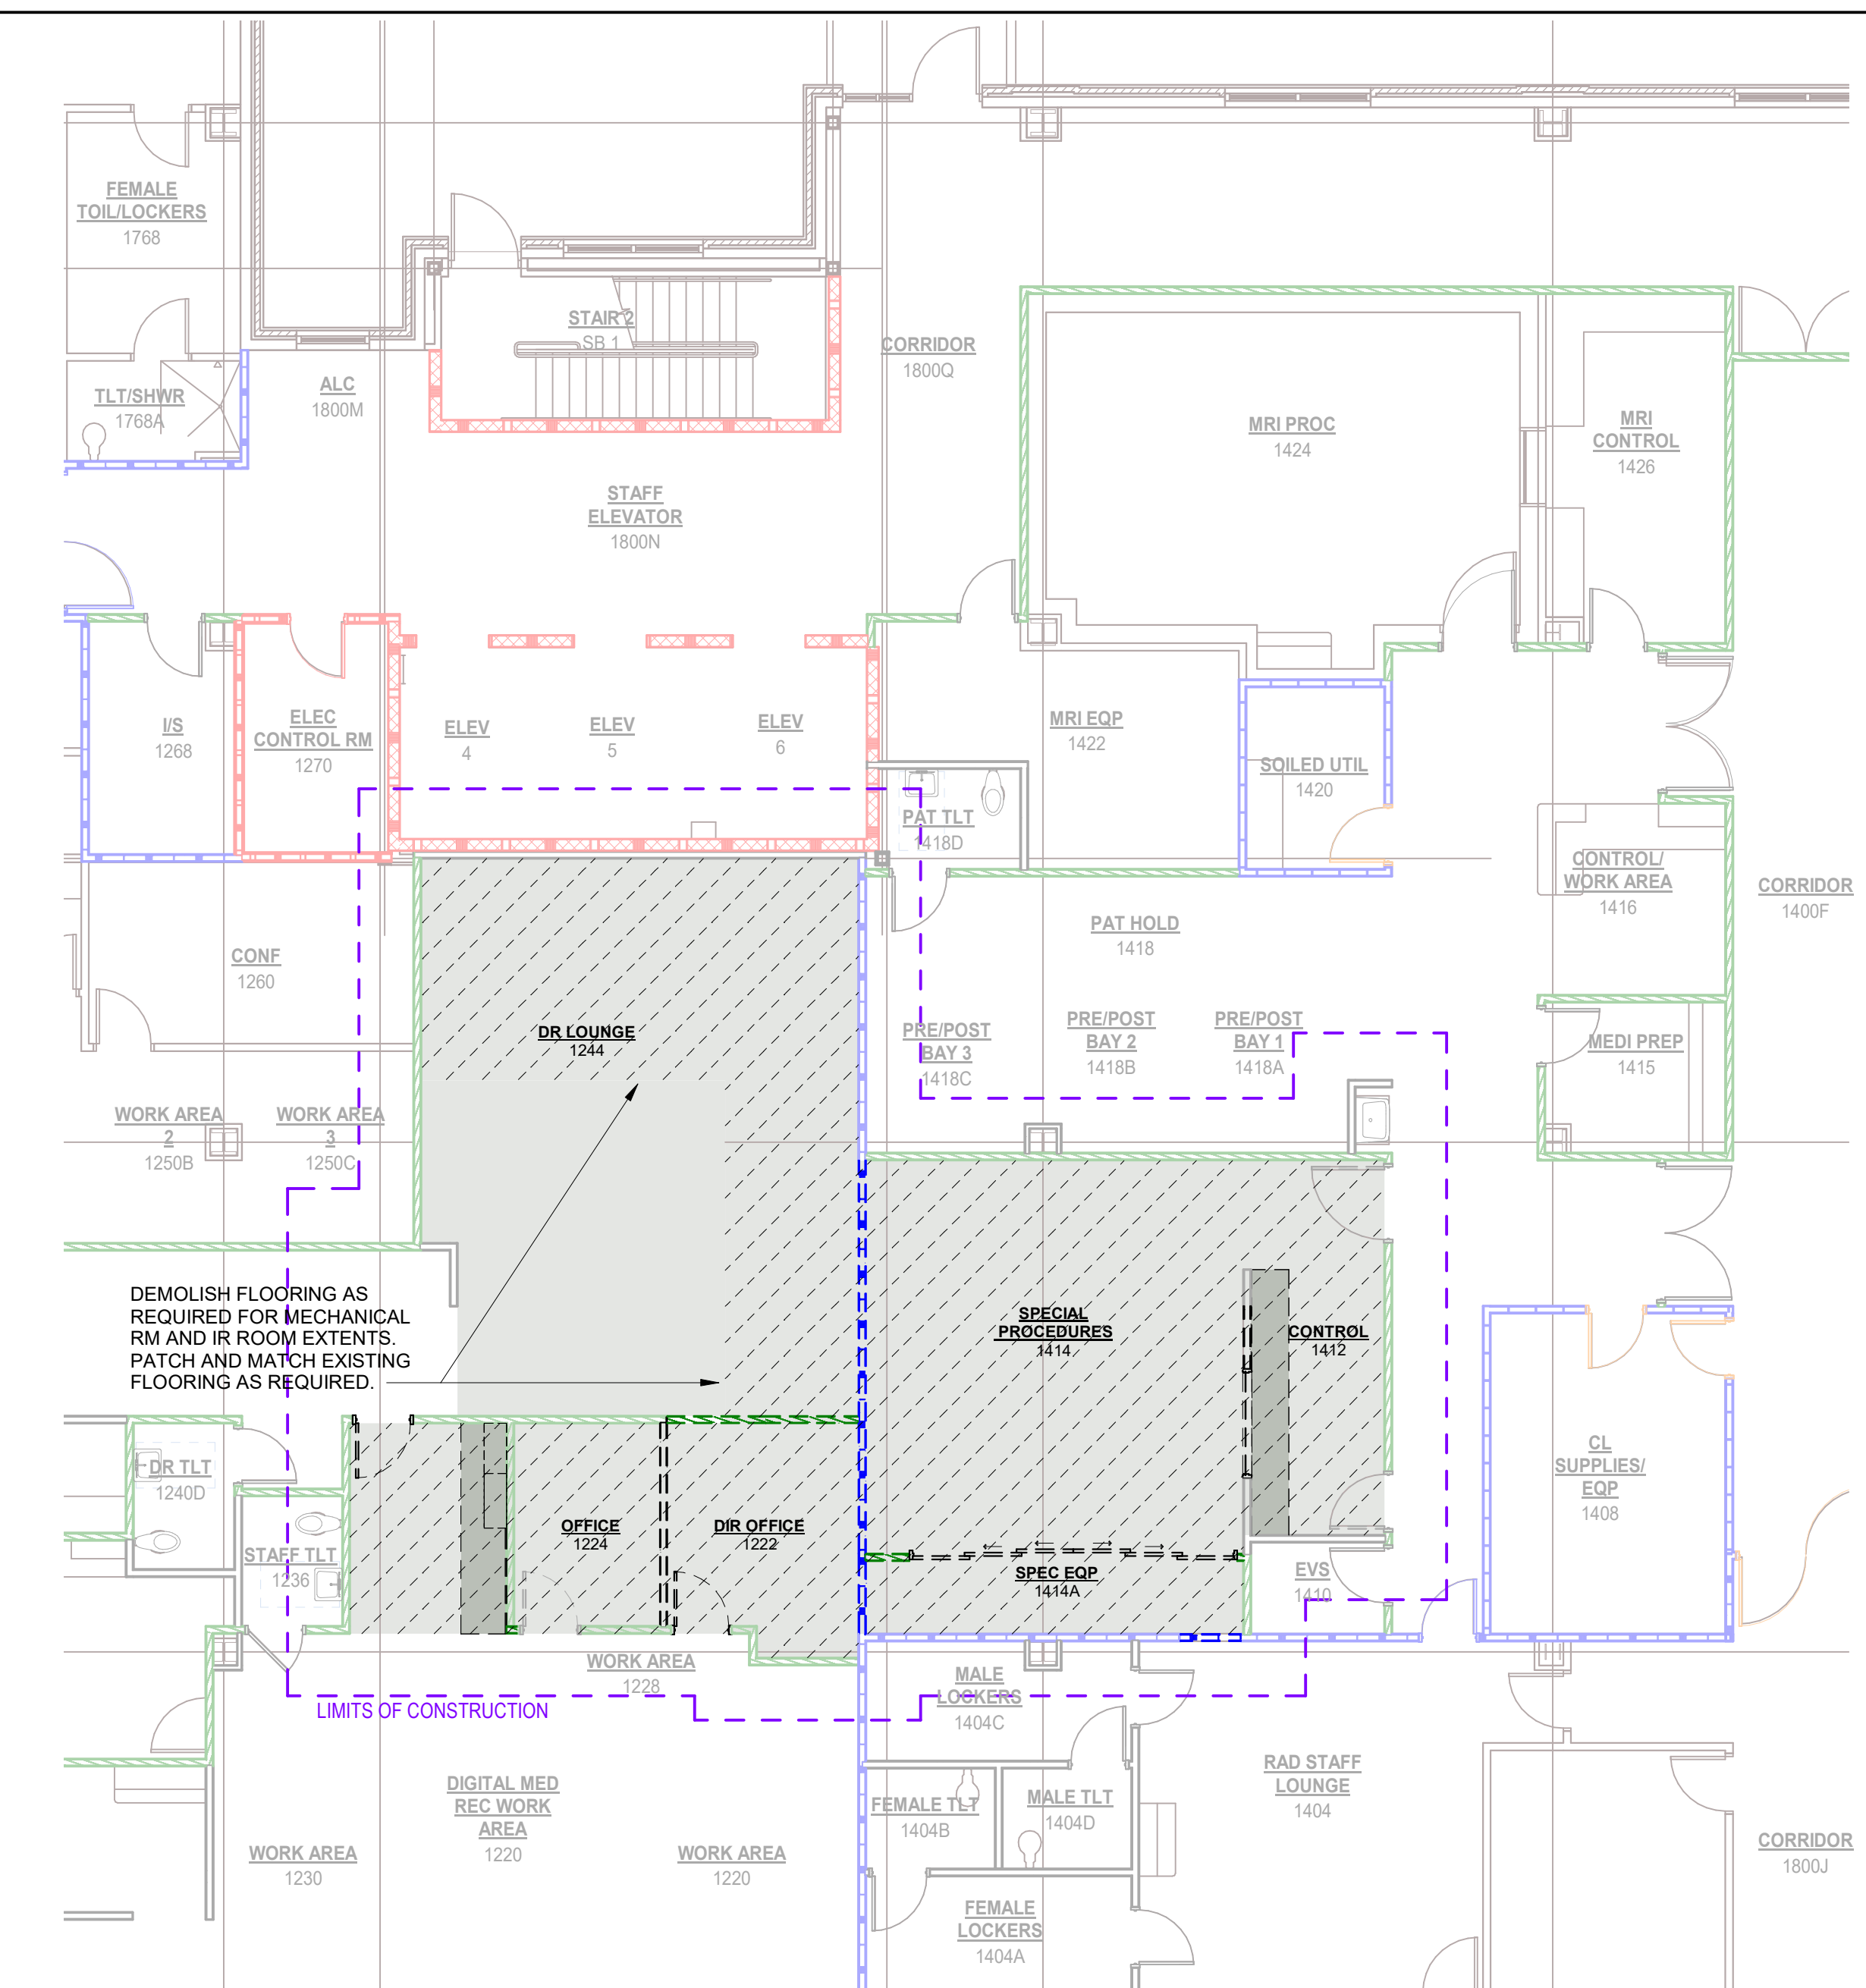 FEMALE
TOIL/LOCKERS
1768
TLT/SHWR
1768A
ALC
1800M
STAIR 2
SB 1
CORRIDOR
1800Q
STAFF
ELEVATOR
1800N
MRI PROC
1424
MRI
CONTROL
1426
I/S
1268
ELEC
CONTROL RM
1270
ELEV
4
ELEV
5
ELEV
6
MRI EQP
1422
SOILED UTIL
1420
PAT TLT
1418D
CONTROL/
WORK AREA
1416
CORRIDOR
1400F
CONF
1260
PAT HOLD
1418
DR LOUNGE
1244
PRE/POST
BAY 3
1418C
PRE/POST
BAY 2
1418B
PRE/POST
BAY 1
1418A
MEDI PREP
1415
WORK AREA
2
1250B
WORK AREA
3
1250C
DEMOLISH FLOORING AS
REQUIRED FOR MECHANICAL
RM AND IR ROOM EXTENTS.
PATCH AND MATCH EXISTING
FLOORING AS REQUIRED.
SPECIAL
PROCEDURES
1414
CONTROL
1412
DR TLT
1240D
STAFF TLT
1236
OFFICE
1224
DIR OFFICE
1222
SPEC EQP
1414A
EVS
1410
CL
SUPPLIES/
EQP
1408
WORK AREA
1228
LIMITS OF CONSTRUCTION
MALE
LOCKERS
1404C
DIGITAL MED
REC WORK
AREA
1220
WORK AREA
1230
WORK AREA
1220
FEMALE TLT
1404B
MALE TLT
1404D
RAD STAFF
LOUNGE
1404
CORRIDOR
1800J
FEMALE
LOCKERS
1404A